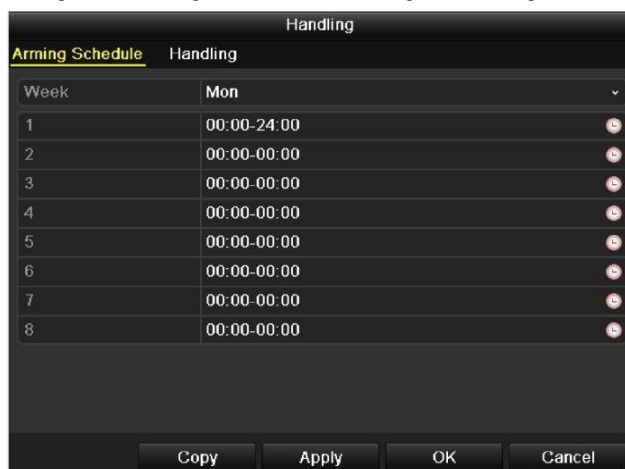 Handling
Arming Schedule Handling
Week Mon
1 00:00-24:00
2 00:00-00:00
3 00:00-00:00
4 00:00-00:00
5 00:00-00:00
6 00:00-00:00
7 00:00-00:00
8 00:00-00:00
Copy Apply OK Cancel